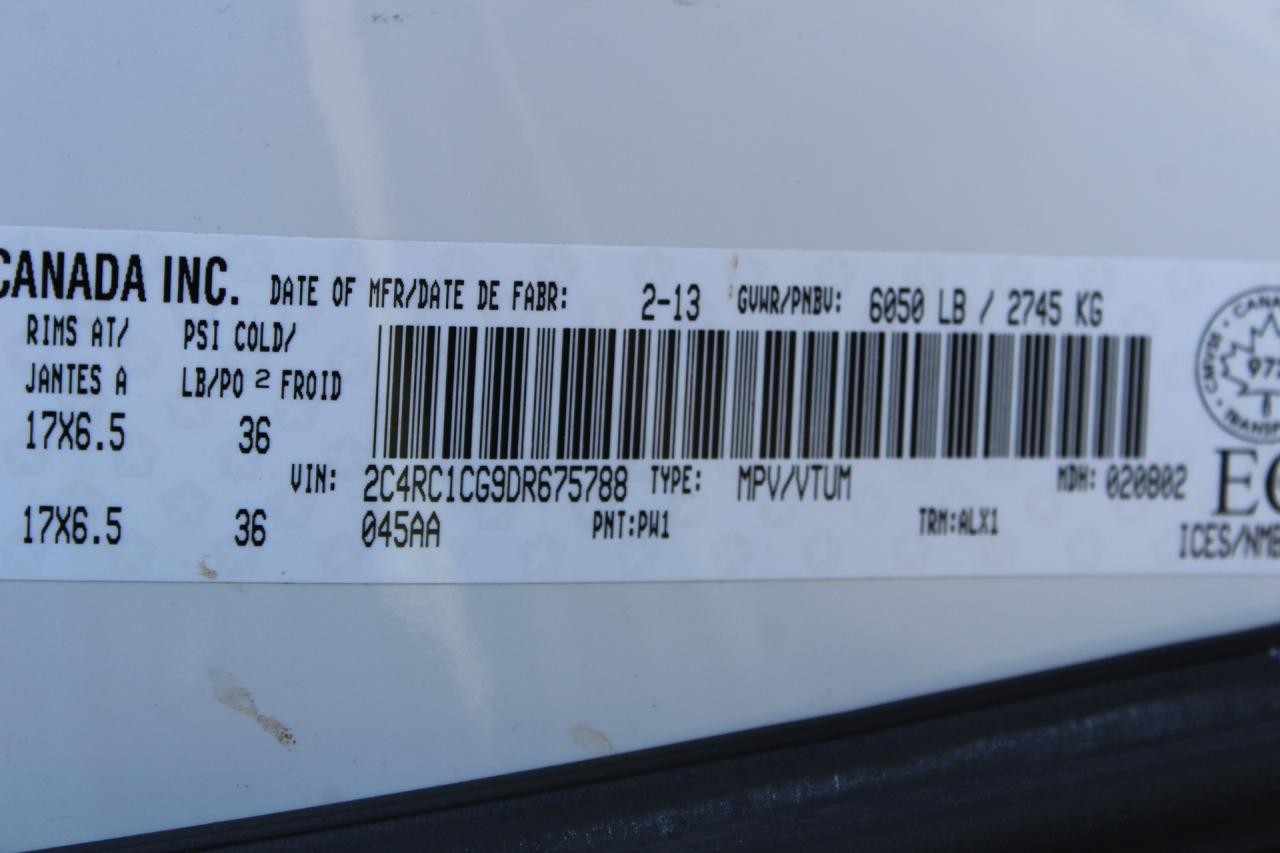 CANADA INC. DATE OF MFR/DATE DE FABR: 2-13 GVWR/PNBV: 6050 LB / 2745 KG
RIMS AT/ PSI COLD/
JANTES A LB/PO 2 FROID
17X6.5 36
VIN: 2C4RC1CG9DR675788 TYPE: MPV/VTUM MDH: 020802
17X6.5 36 045AA PNT:PW1 TRM:ALX1
ICES/NMB